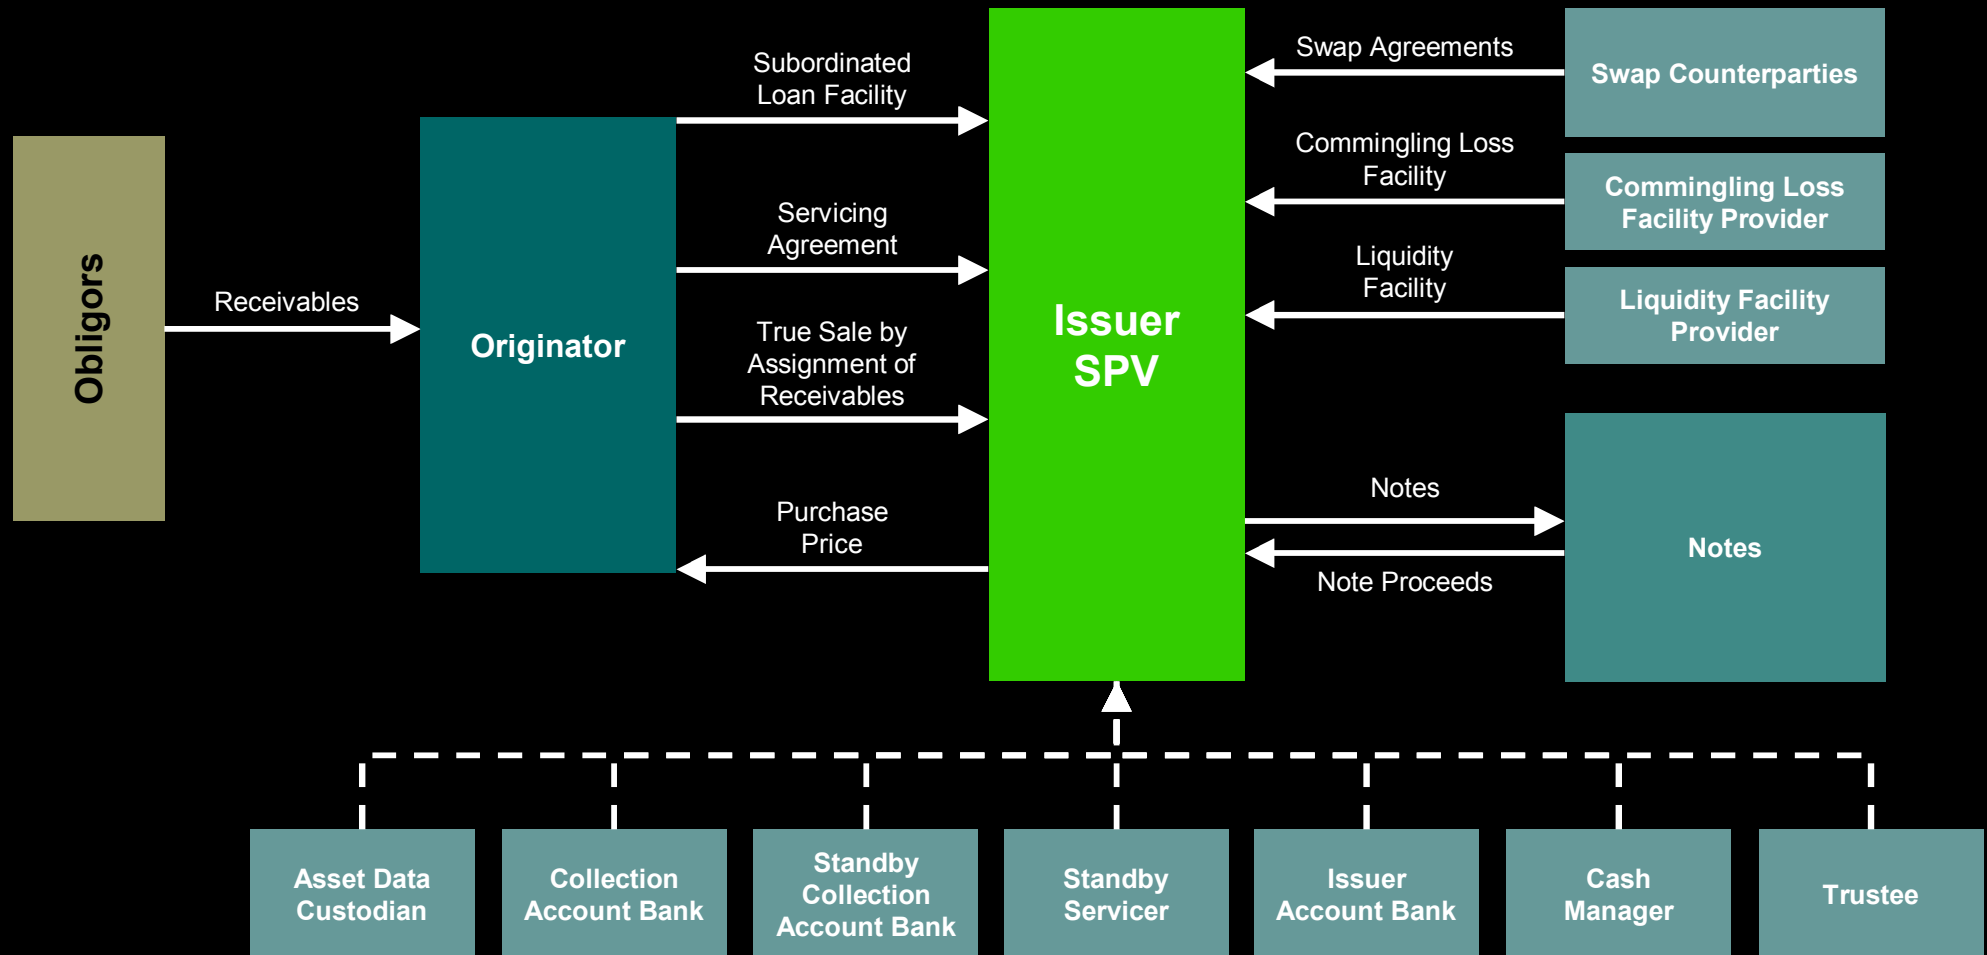 Obligors
Receivables
Originator
Subordinated
Loan Facility
Servicing
Agreement
True Sale by
Assignment of
Receivables
Purchase
Price
Issuer
SPV
Swap Agreements
Swap Counterparties
Commingling Loss
Facility
Commingling Loss
Facility Provider
Liquidity
Facility
Liquidity Facility
Provider
Notes
Notes
Note Proceeds
Asset Data
Custodian
Collection
Account Bank
Standby
Collection
Account Bank
Standby
Servicer
Issuer
Account Bank
Cash
Manager
Trustee